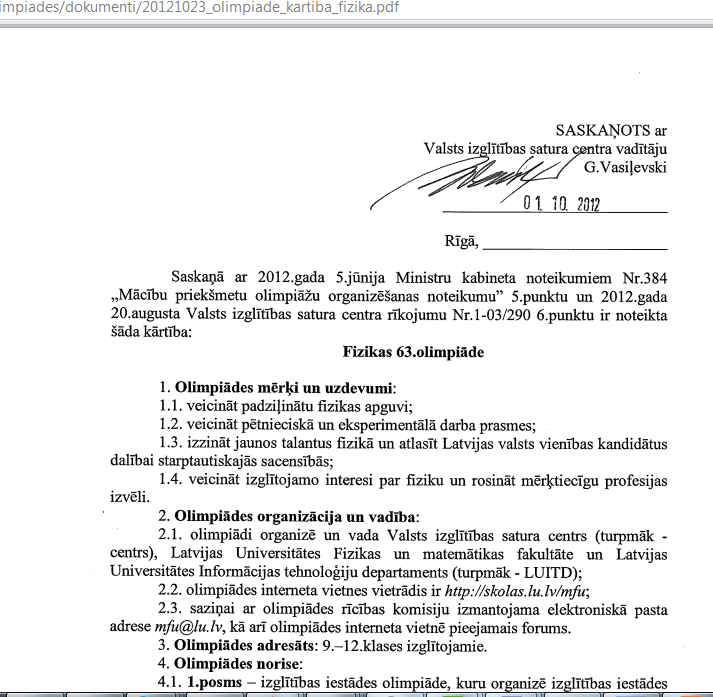 impiades/dokumenti/20121023_olimpiade_kartiba_fizika.pdf
SASKAŅOTS ar
Valsts izglītības satura centra vadītāju
G.Vasiļevski
01. 10. 2012
Rīgā,
Saskaņā ar 2012.gada 5.jūnija Ministru kabineta noteikumiem Nr.384
„Mācību priekšmetu olimpiāžu organizēšanas noteikumu” 5.punktu un 2012.gada
20.augusta Valsts izglītības satura centra rīkojumu Nr.1-03/290 6.punktu ir noteikta
šāda kārtība:
Fizikas 63.olimpiāde
1. Olimpiādes mērķi un uzdevumi:
1.1. veicināt padziļinātu fizikas apguvi;
1.2. veicināt pētnieciskā un eksperimentālā darba prasmes;
1.3. izzināt jaunos talantus fizikā un atlasīt Latvijas valsts vienības kandidātus
dalībai starptautiskajās sacensībās;
1.4. veicināt izglītojamo interesi par fiziku un rosināt mērķtiecīgu profesijas
izvēli.
2. Olimpiādes organizācija un vadība:
2.1. olimpiādi organizē un vada Valsts izglītības satura centrs (turpmāk -
centrs), Latvijas Universitātes Fizikas un matemātikas fakultāte un Latvijas
Universitātes Informācijas tehnoloģiju departaments (turpmāk - LUITD);
2.2. olimpiādes interneta vietnes vietrādis ir http://skolas.lu.lv/mfu;
2.3. saziņai ar olimpiādes rīcības komisiju izmantojama elektroniskā pasta
adrese mfu@lu.lv, kā arī olimpiādes interneta vietnē pieejamais forums.
3. Olimpiādes adresāts: 9.–12.klases izglītojamie.
4. Olimpiādes norise:
4.1. 1.posms – izglītības iestādes olimpiāde, kuru organizē izglītības iestādes